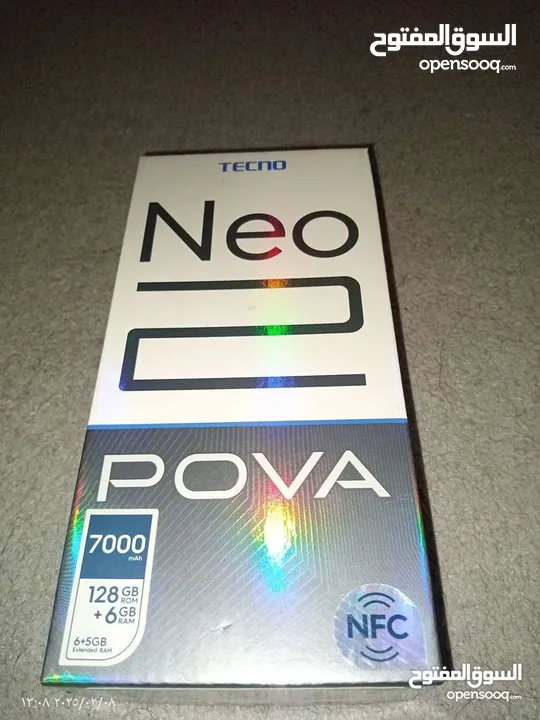 السوق المفتوح
opensooq.com
TECNO
Neo
2
POVA
7000
mAh
128 GB
ROM
+6 GB
RAM
6+5GB
Extended RAM
NFC
السوق المفتوح
opensooq.com
١٣:٠٨ ٢٠٢٥/٠٢/٠٨